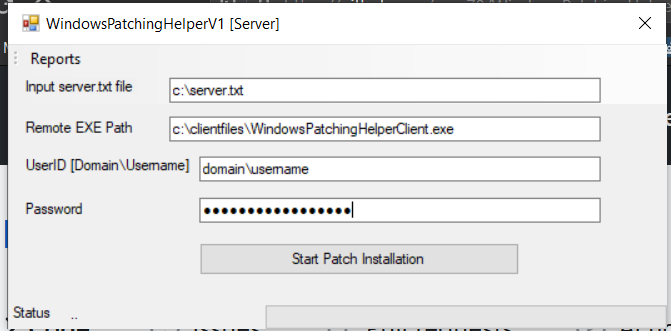 WindowsPatchingHelperV1 [Server]
Reports
Input server.txt file
c:\server.txt
Remote EXE Path
c:\clientfiles\WindowsPatchingHelperClient.exe
UserID [Domain\Username]
domain\username
Password
●●●●●●●●●●●●●●●●●
Start Patch Installation
Status ..